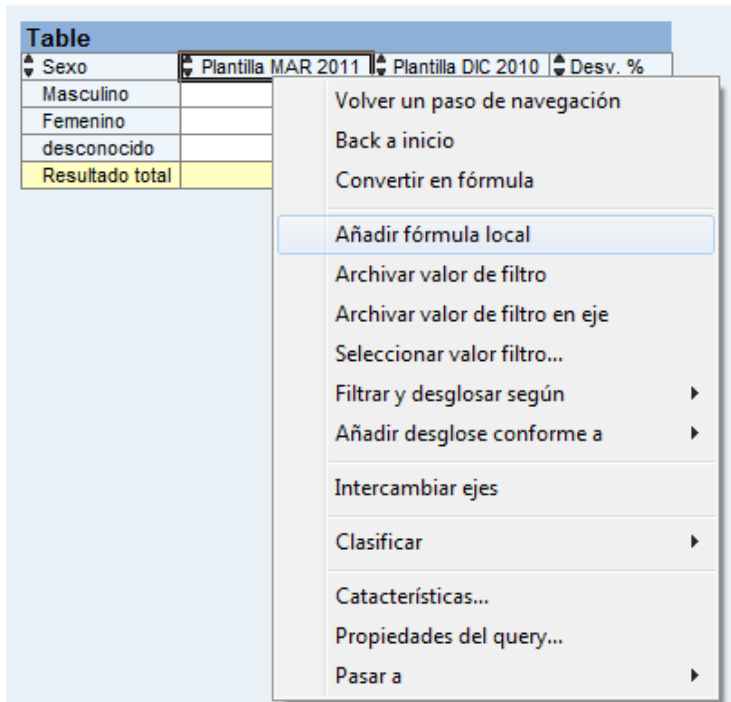 Table
Sexo Plantilla MAR 2011 Plantilla DIC 2010 Desv. %
Masculino
Femenino
desconocido
Resultado total
Volver un paso de navegación
Back a inicio
Convertir en fórmula
Añadir fórmula local
Archivar valor de filtro
Archivar valor de filtro en eje
Seleccionar valor filtro...
Filtrar y desglosar según
Añadir desglose conforme a
Intercambiar ejes
Clasificar
Catacterísticas...
Propiedades del query...
Pasar a